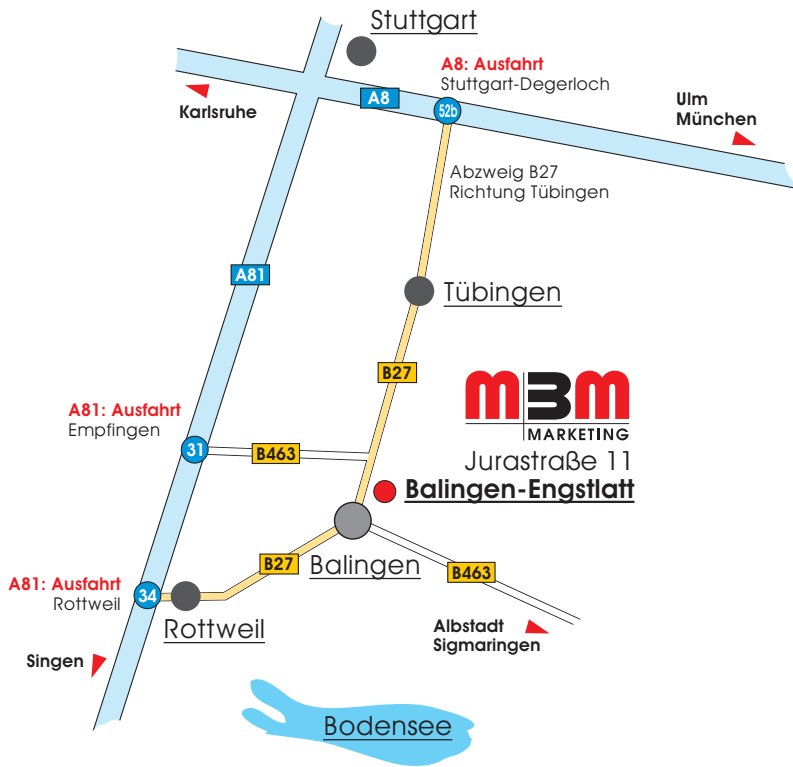 Stuttgart
A8: Ausfahrt
Stuttgart-Degerloch
A8
52b
Karlsruhe
Ulm
München
Abzweig B27
Richtung Tübingen
A81
Tübingen
B27
MBM
MARKETING
Jurastraße 11
Balingen-Engstlatt
A81: Ausfahrt
Empfingen
31
B463
Balingen
B27
B463
A81: Ausfahrt
Rottweil
34
Rottweil
Albstadt
Sigmaringen
Singen
Bodensee